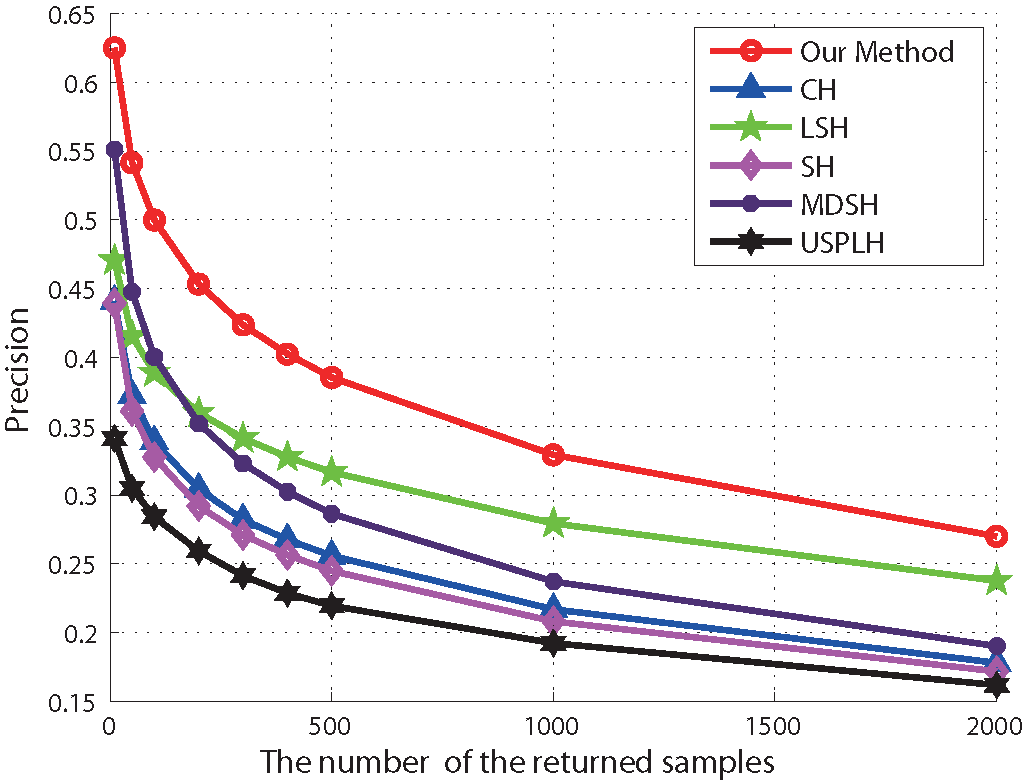 0.65
0.6
0.55
0.5
0.45
0.4
0.35
0.3
0.25
0.2
0.15
Precision
Our Method
CH
LSH
SH
MDSH
USPLH
0 500 1000 1500 2000
The number of the returned samples